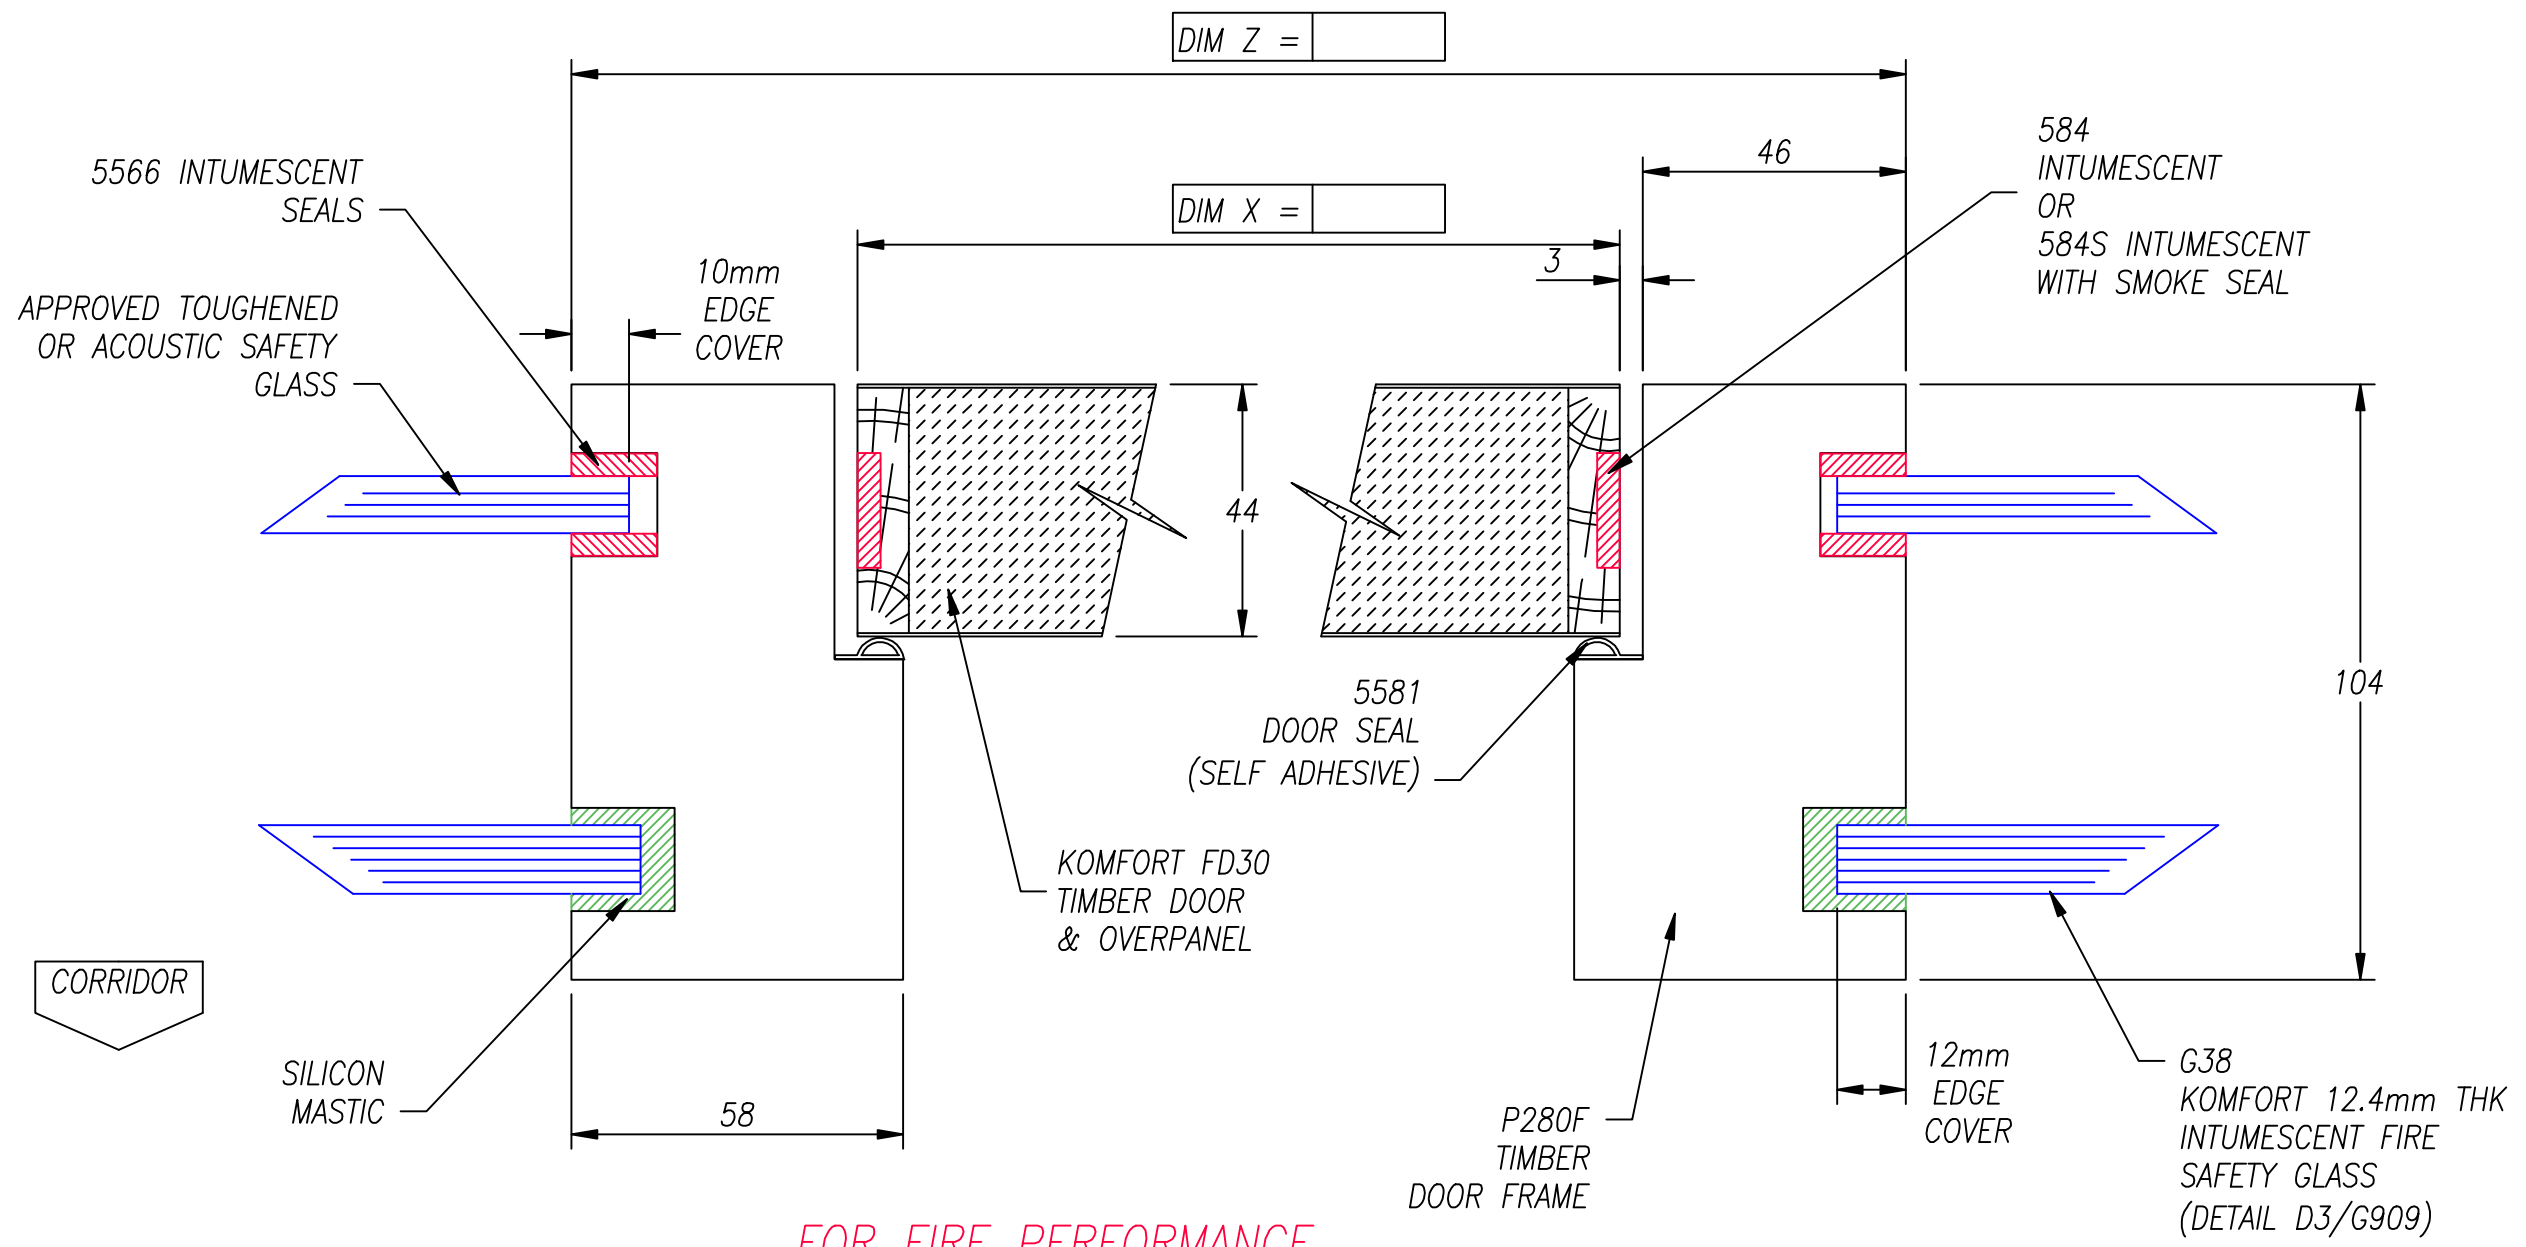 DIM Z =
5566 INTUMESCENT
SEALS
46
584
INTUMESCENT
OR
584S INTUMESCENT
WITH SMOKE SEAL
DIM X =
3
10mm
EDGE
COVER
APPROVED TOUGHENED
OR ACOUSTIC SAFETY
GLASS
44
104
5581
DOOR SEAL
(SELF ADHESIVE)
KOMFORT FD30
TIMBER DOOR
& OVERPANEL
CORRIDOR
SILICON
MASTIC
58
P280F
TIMBER
DOOR FRAME
12mm
EDGE
COVER
G38
KOMFORT 12.4mm THK
INTUMESCENT FIRE
SAFETY GLASS
(DETAIL D3/G909)
FOR FIRE PERFORMANCE